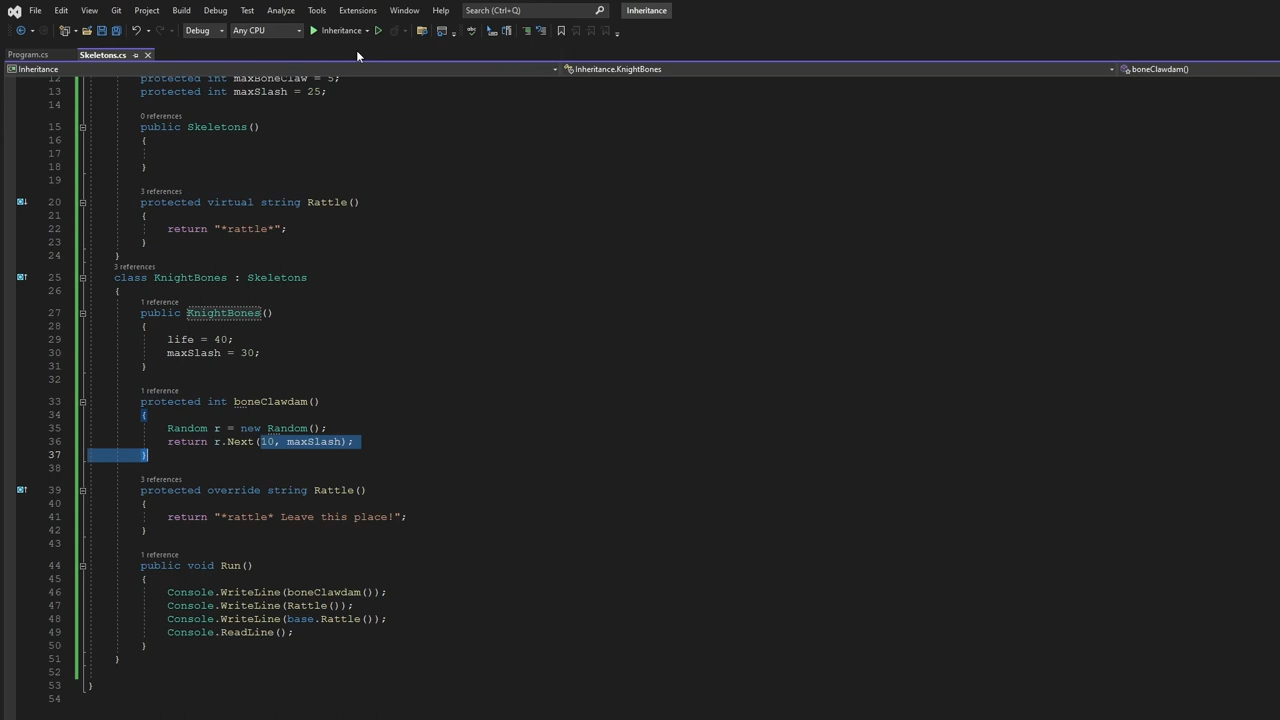 File Edit View Git Project Build Debug Test Analyze Tools Extensions Window Help Search (Ctrl+Q) Inheritance
Debug Any CPU Inheritance
Program.cs Skeletons.cs
Inheritance Inheritance.KnightBones boneClawdam()
12 protected int maxBoneClaw = 5;
13 protected int maxSlash = 25;
14
0 references
15 public Skeletons()
16 {
17
18 }
19
3 references
20 protected virtual string Rattle()
21 {
22 return "*rattle*";
23 }
24 }
3 references
25 class KnightBones : Skeletons
26 {
1 reference
27 public KnightBones()
28 {
29 life = 40;
30 maxSlash = 30;
31 }
32
1 reference
33 protected int boneClawdam()
34 {
35 Random r = new Random();
36 return r.Next(10, maxSlash);
37 }
38
3 references
39 protected override string Rattle()
40 {
41 return "*rattle* Leave this place!";
42 }
43
1 reference
44 public void Run()
45 {
46 Console.WriteLine(boneClawdam());
47 Console.WriteLine(Rattle());
48 Console.WriteLine(base.Rattle());
49 Console.ReadLine();
50 }
51 }
52
53 }
54